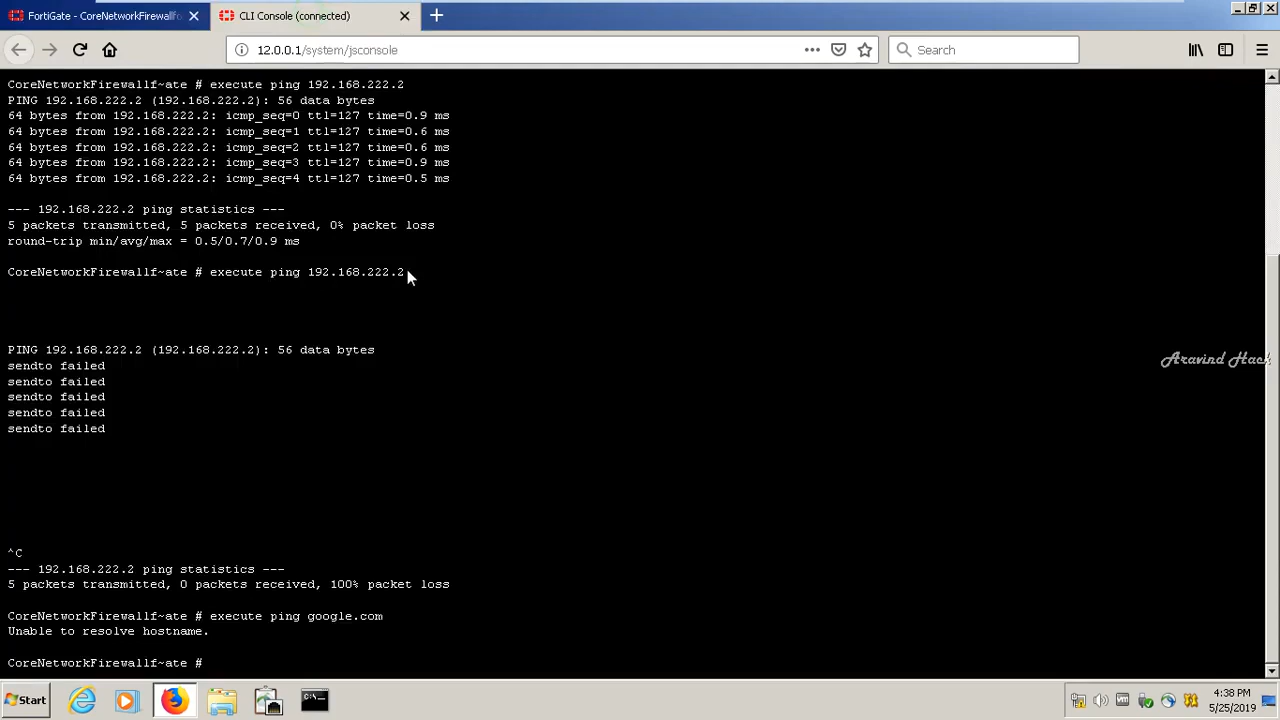 FortiGate - CoreNetworkFirewallfo
CLI Console (connected)
12.0.0.1/system/jsconsole
Search
CoreNetworkFirewallf~ate # execute ping 192.168.222.2
PING 192.168.222.2 (192.168.222.2): 56 data bytes
64 bytes from 192.168.222.2: icmp_seq=0 ttl=127 time=0.9 ms
64 bytes from 192.168.222.2: icmp_seq=1 ttl=127 time=0.6 ms
64 bytes from 192.168.222.2: icmp_seq=2 ttl=127 time=0.6 ms
64 bytes from 192.168.222.2: icmp_seq=3 ttl=127 time=0.9 ms
64 bytes from 192.168.222.2: icmp_seq=4 ttl=127 time=0.5 ms
--- 192.168.222.2 ping statistics ---
5 packets transmitted, 5 packets received, 0% packet loss
round-trip min/avg/max = 0.5/0.7/0.9 ms
CoreNetworkFirewallf~ate # execute ping 192.168.222.2
PING 192.168.222.2 (192.168.222.2): 56 data bytes
Aravind Hack
sendto failed
sendto failed
sendto failed
sendto failed
sendto failed
^C
--- 192.168.222.2 ping statistics ---
5 packets transmitted, 0 packets received, 100% packet loss
CoreNetworkFirewallf~ate # execute ping google.com
Unable to resolve hostname.
CoreNetworkFirewallf~ate #
Start
4:38 PM
5/25/2019